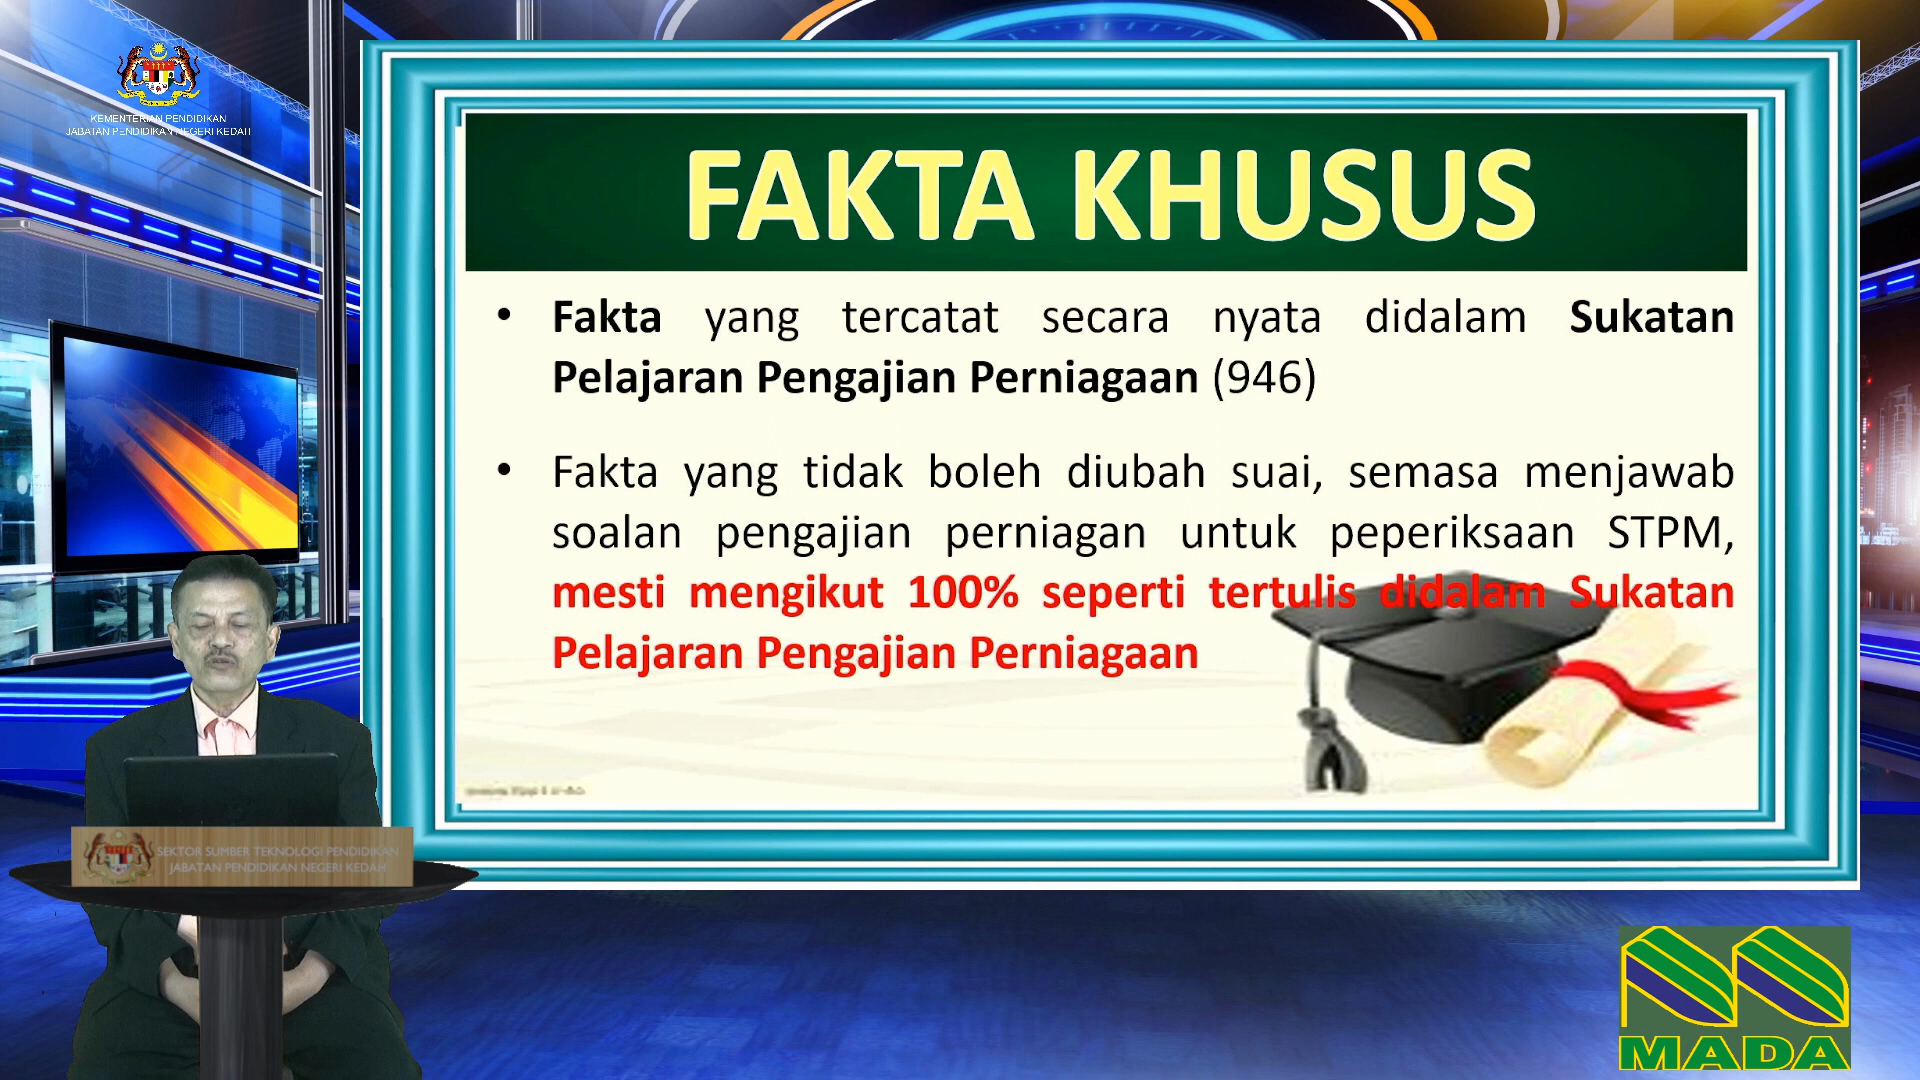 KEMENTERIAN PENDIDIKAN
JABATAN PENDIDIKAN NEGERI KEDAH
FAKTA KHUSUS
• Fakta yang tercatat secara nyata didalam Sukatan
Pelajaran Pengajian Perniagaan (946)
• Fakta yang tidak boleh diubah suai, semasa menjawab
soalan pengajian perniagan untuk peperiksaan STPM,
mesti mengikut 100% seperti tertulis didalam Sukatan
Pelajaran Pengajian Perniagaan
SEKTOR SUMBER TEKNOLOGI PENDIDIKAN
JABATAN PENDIDIKAN NEGERI KEDAH
MADA